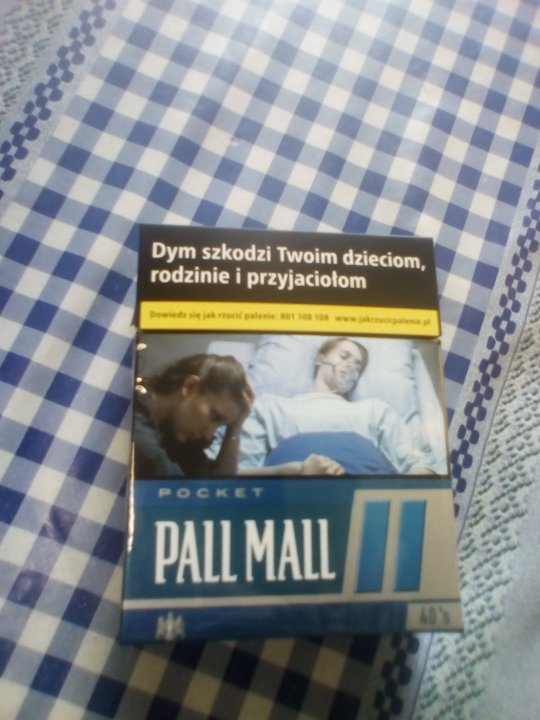 Dym szkodzi Twoim dzieciom,
rodzinie i przyjaciołom
Dowiedz się jak rzucić palenie: 801 108 108 www.jakrzucicpalenie.pl
POCKET
PALL MALL
40's